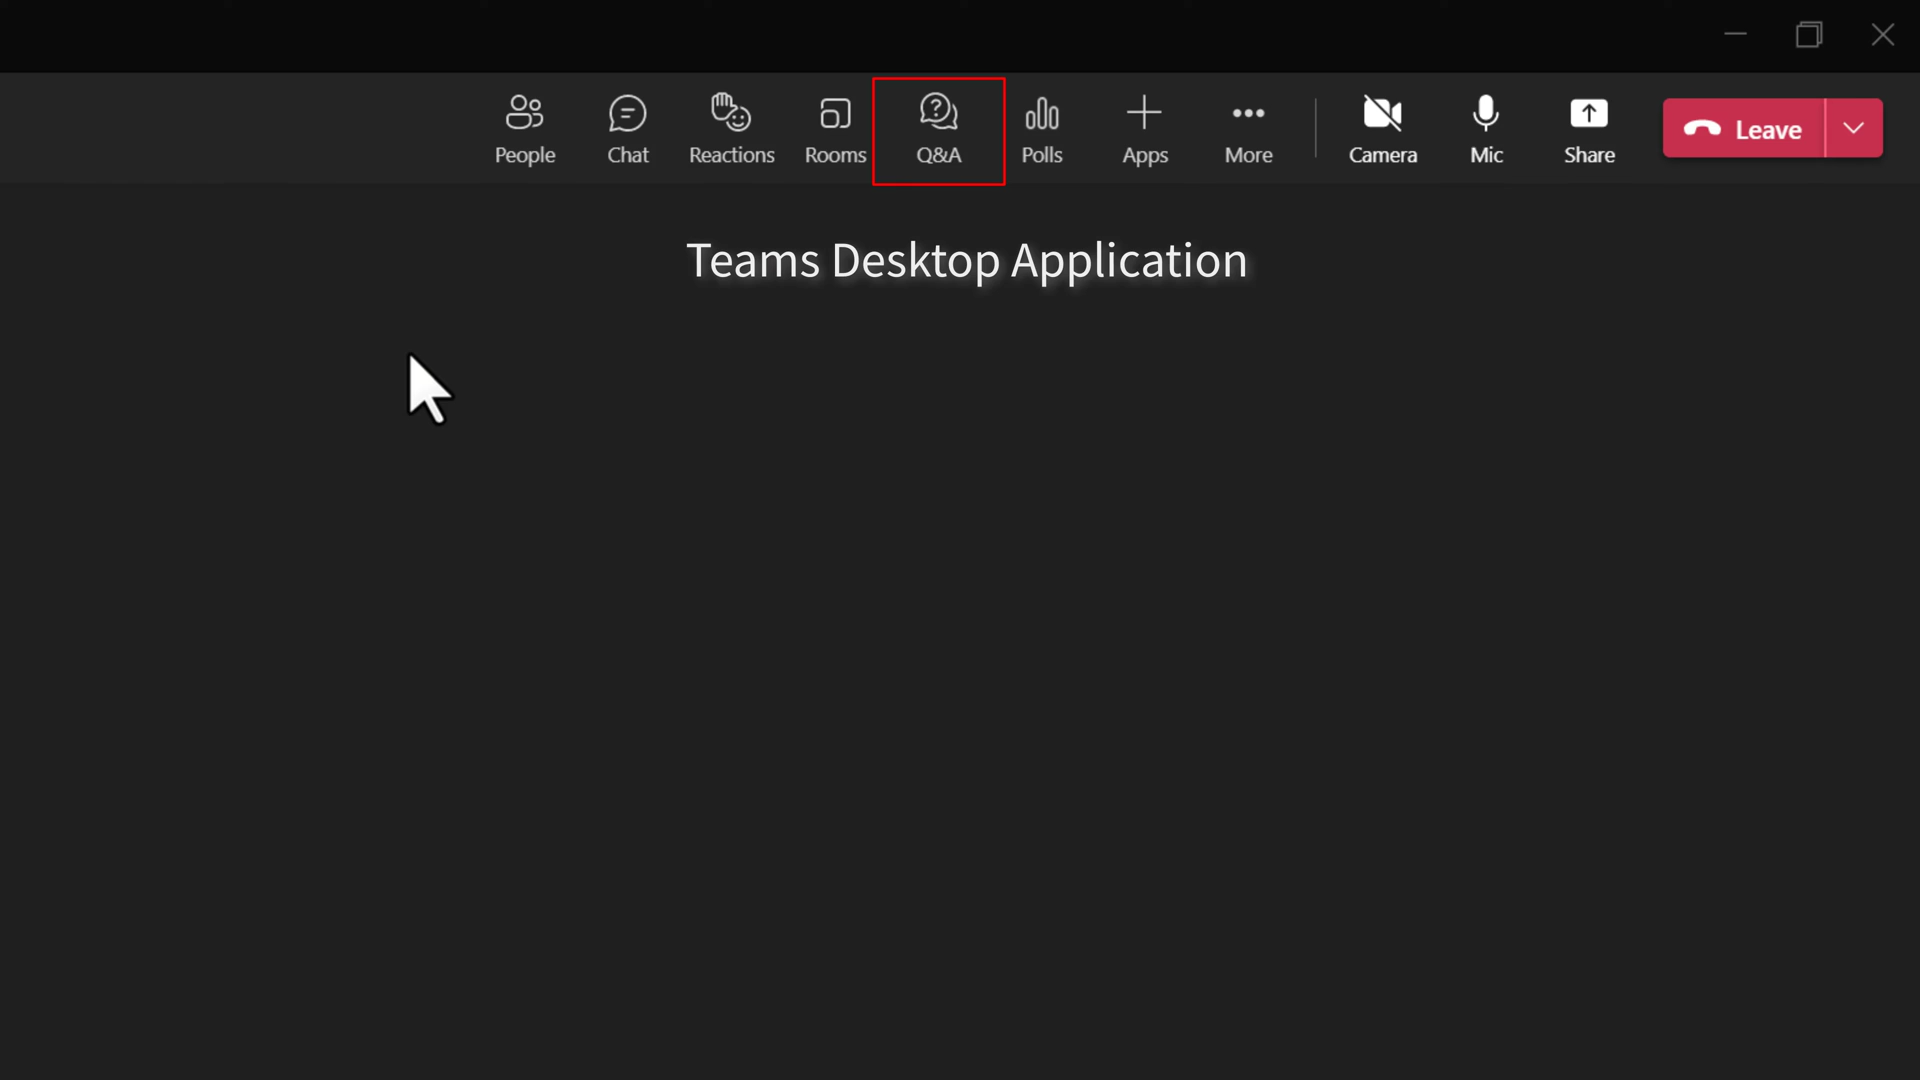 People Chat Reactions Rooms Q&A Polls Apps More Camera Mic Share Leave
Teams Desktop Application